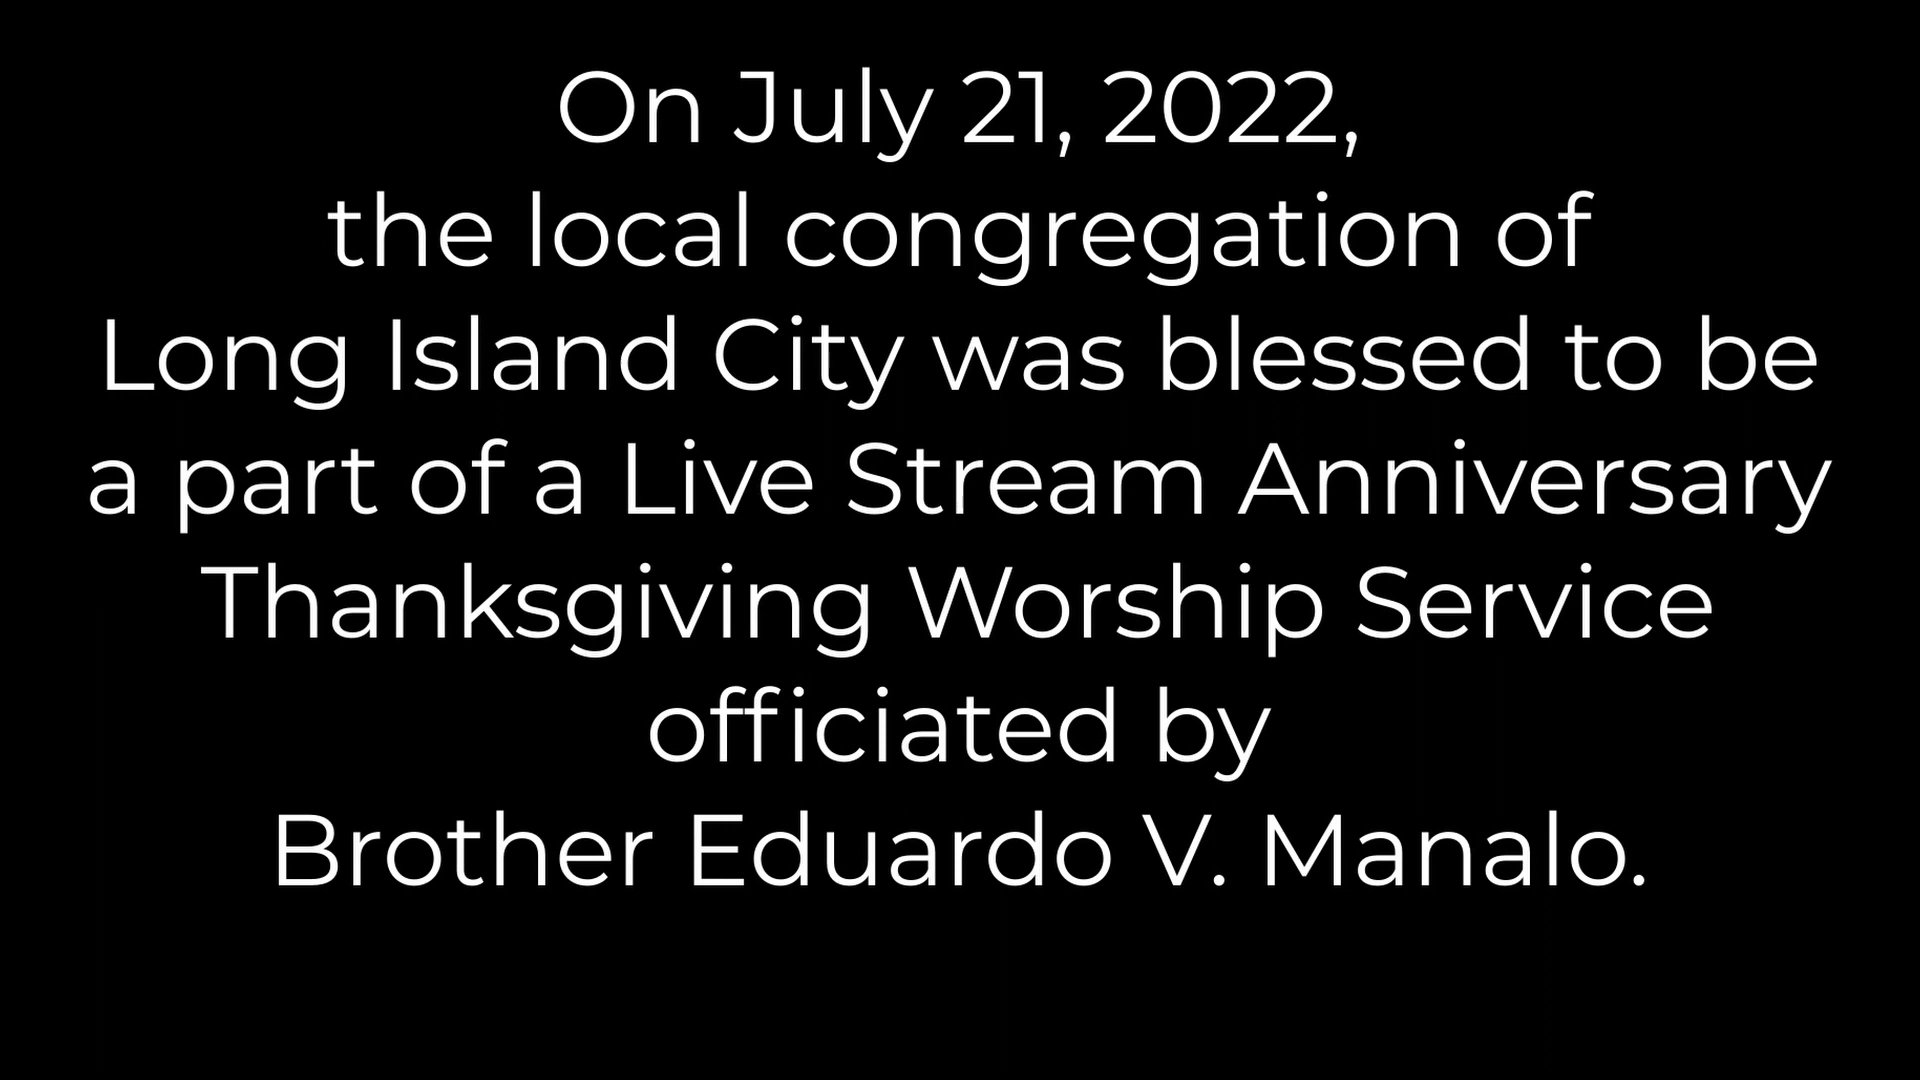 On July 21, 2022,
the local congregation of
Long Island City was blessed to be
a part of a Live Stream Anniversary
Thanksgiving Worship Service
officiated by
Brother Eduardo V. Manalo.